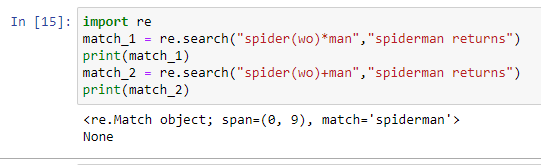 In [15]: import re
match_1 = re.search("spider(wo)*man","spiderman returns")
print(match_1)
match_2 = re.search("spider(wo)+man","spiderman returns")
print(match_2)
<re.Match object; span=(0, 9), match='spiderman'>
None